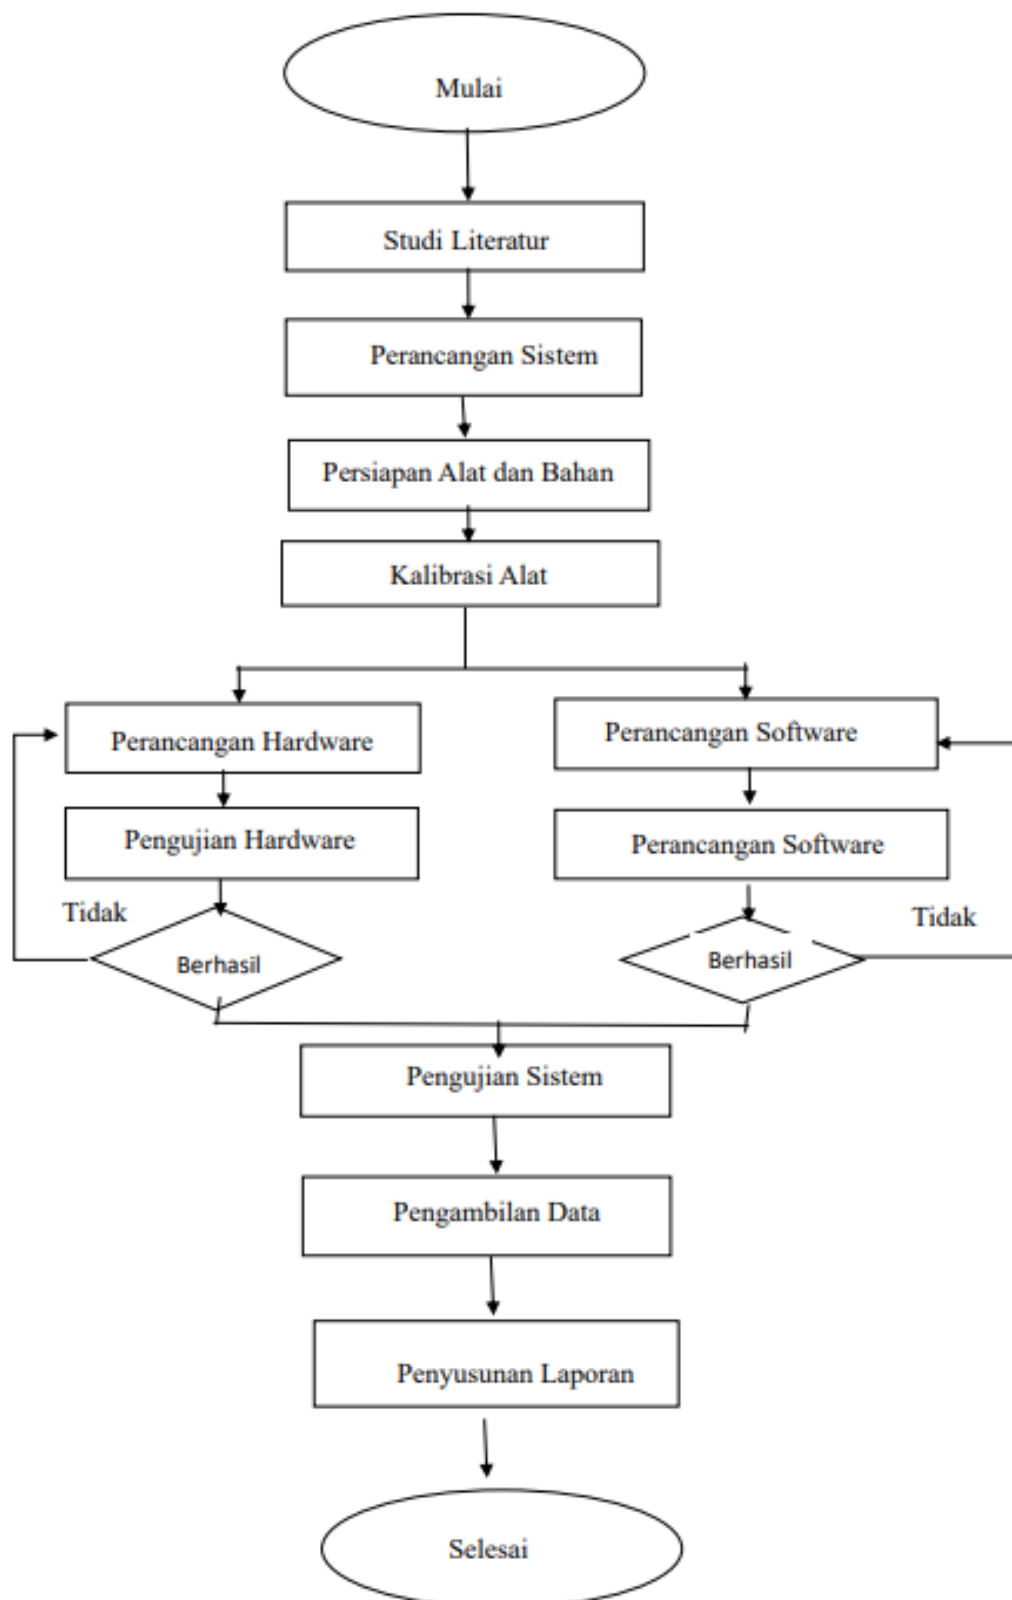 Mulai
Studi Literatur
Perancangan Sistem
Persiapan Alat dan Bahan
Kalibrasi Alat
Perancangan Hardware
Perancangan Software
Pengujian Hardware
Perancangan Software
Tidak
Tidak
Berhasil
Berhasil
Pengujian Sistem
Pengambilan Data
Penyusunan Laporan
Selesai